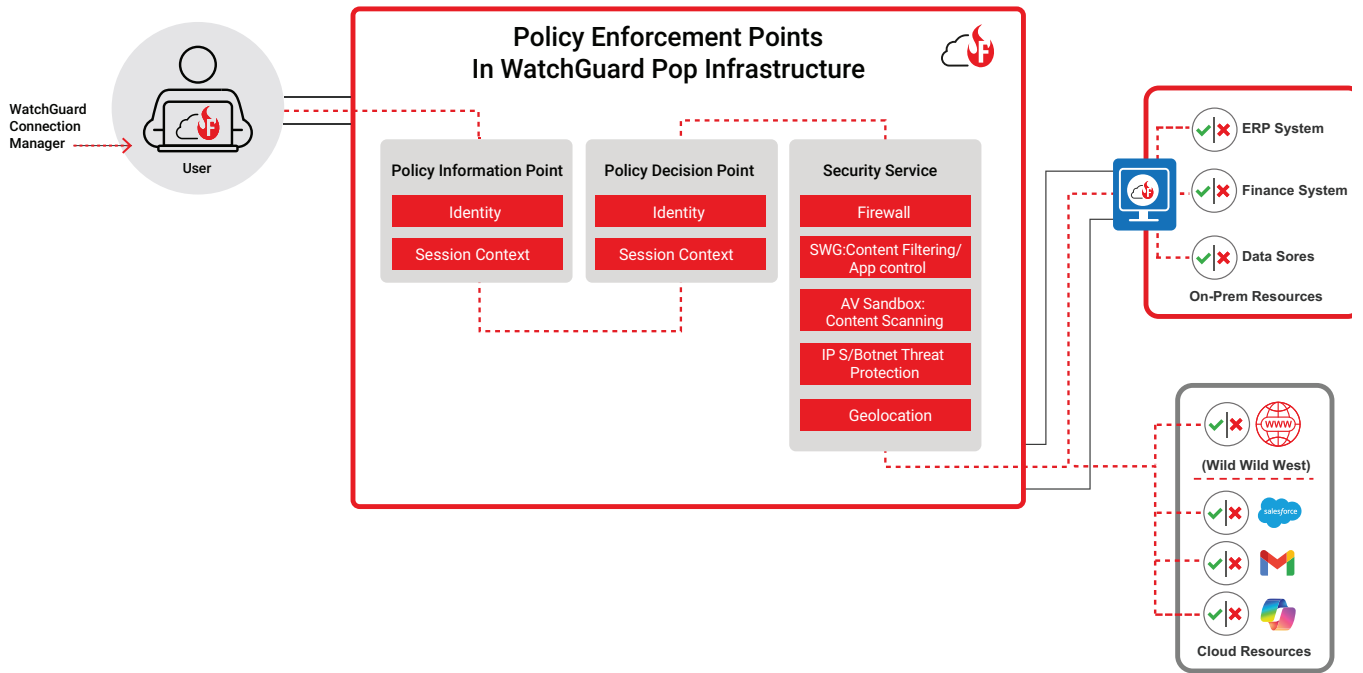 Policy Enforcement Points
In WatchGuard Pop Infrastructure
F
WatchGuard
Connection
Manager
F
User
Policy Information Point
Identity
Session Context
Policy Decision Point
Identity
Session Context
Security Service
Firewall
SWG:Content Filtering/
App control
AV Sandbox:
Content Scanning
IP S/Botnet Threat
Protection
Geolocation
F
ERP System
Finance System
Data Sores
On-Prem Resources
WWW
(Wild Wild West)
salesforce
Cloud Resources